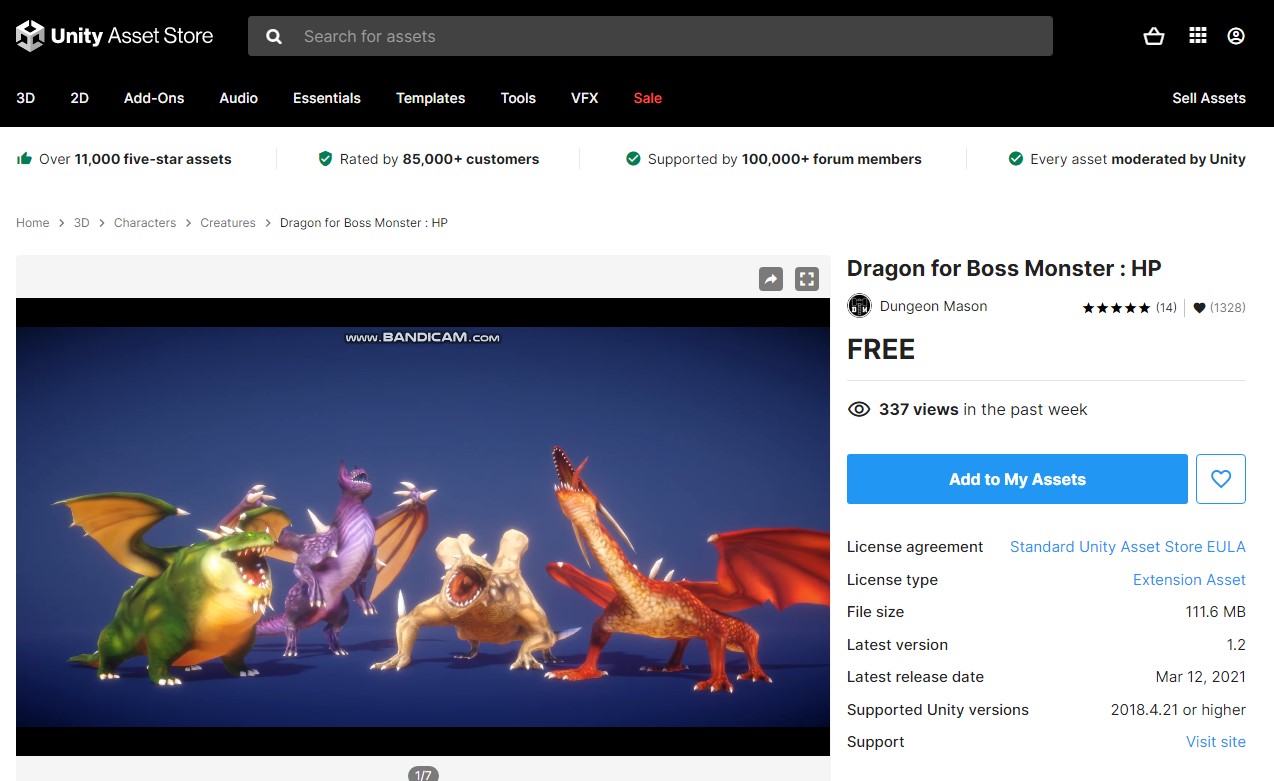 Unity Asset Store
Search for assets
3D 2D Add-Ons Audio Essentials Templates Tools VFX Sale Sell Assets
Over 11,000 five-star assets Rated by 85,000+ customers Supported by 100,000+ forum members Every asset moderated by Unity
Home > 3D > Characters > Creatures > Dragon for Boss Monster : HP
www.BANDICAM.com
1/7
Dragon for Boss Monster : HP
Dungeon Mason ★★★★★ (14) (1328)
FREE
337 views in the past week
Add to My Assets
License agreement Standard Unity Asset Store EULA
License type Extension Asset
File size 111.6 MB
Latest version 1.2
Latest release date Mar 12, 2021
Supported Unity versions 2018.4.21 or higher
Support Visit site